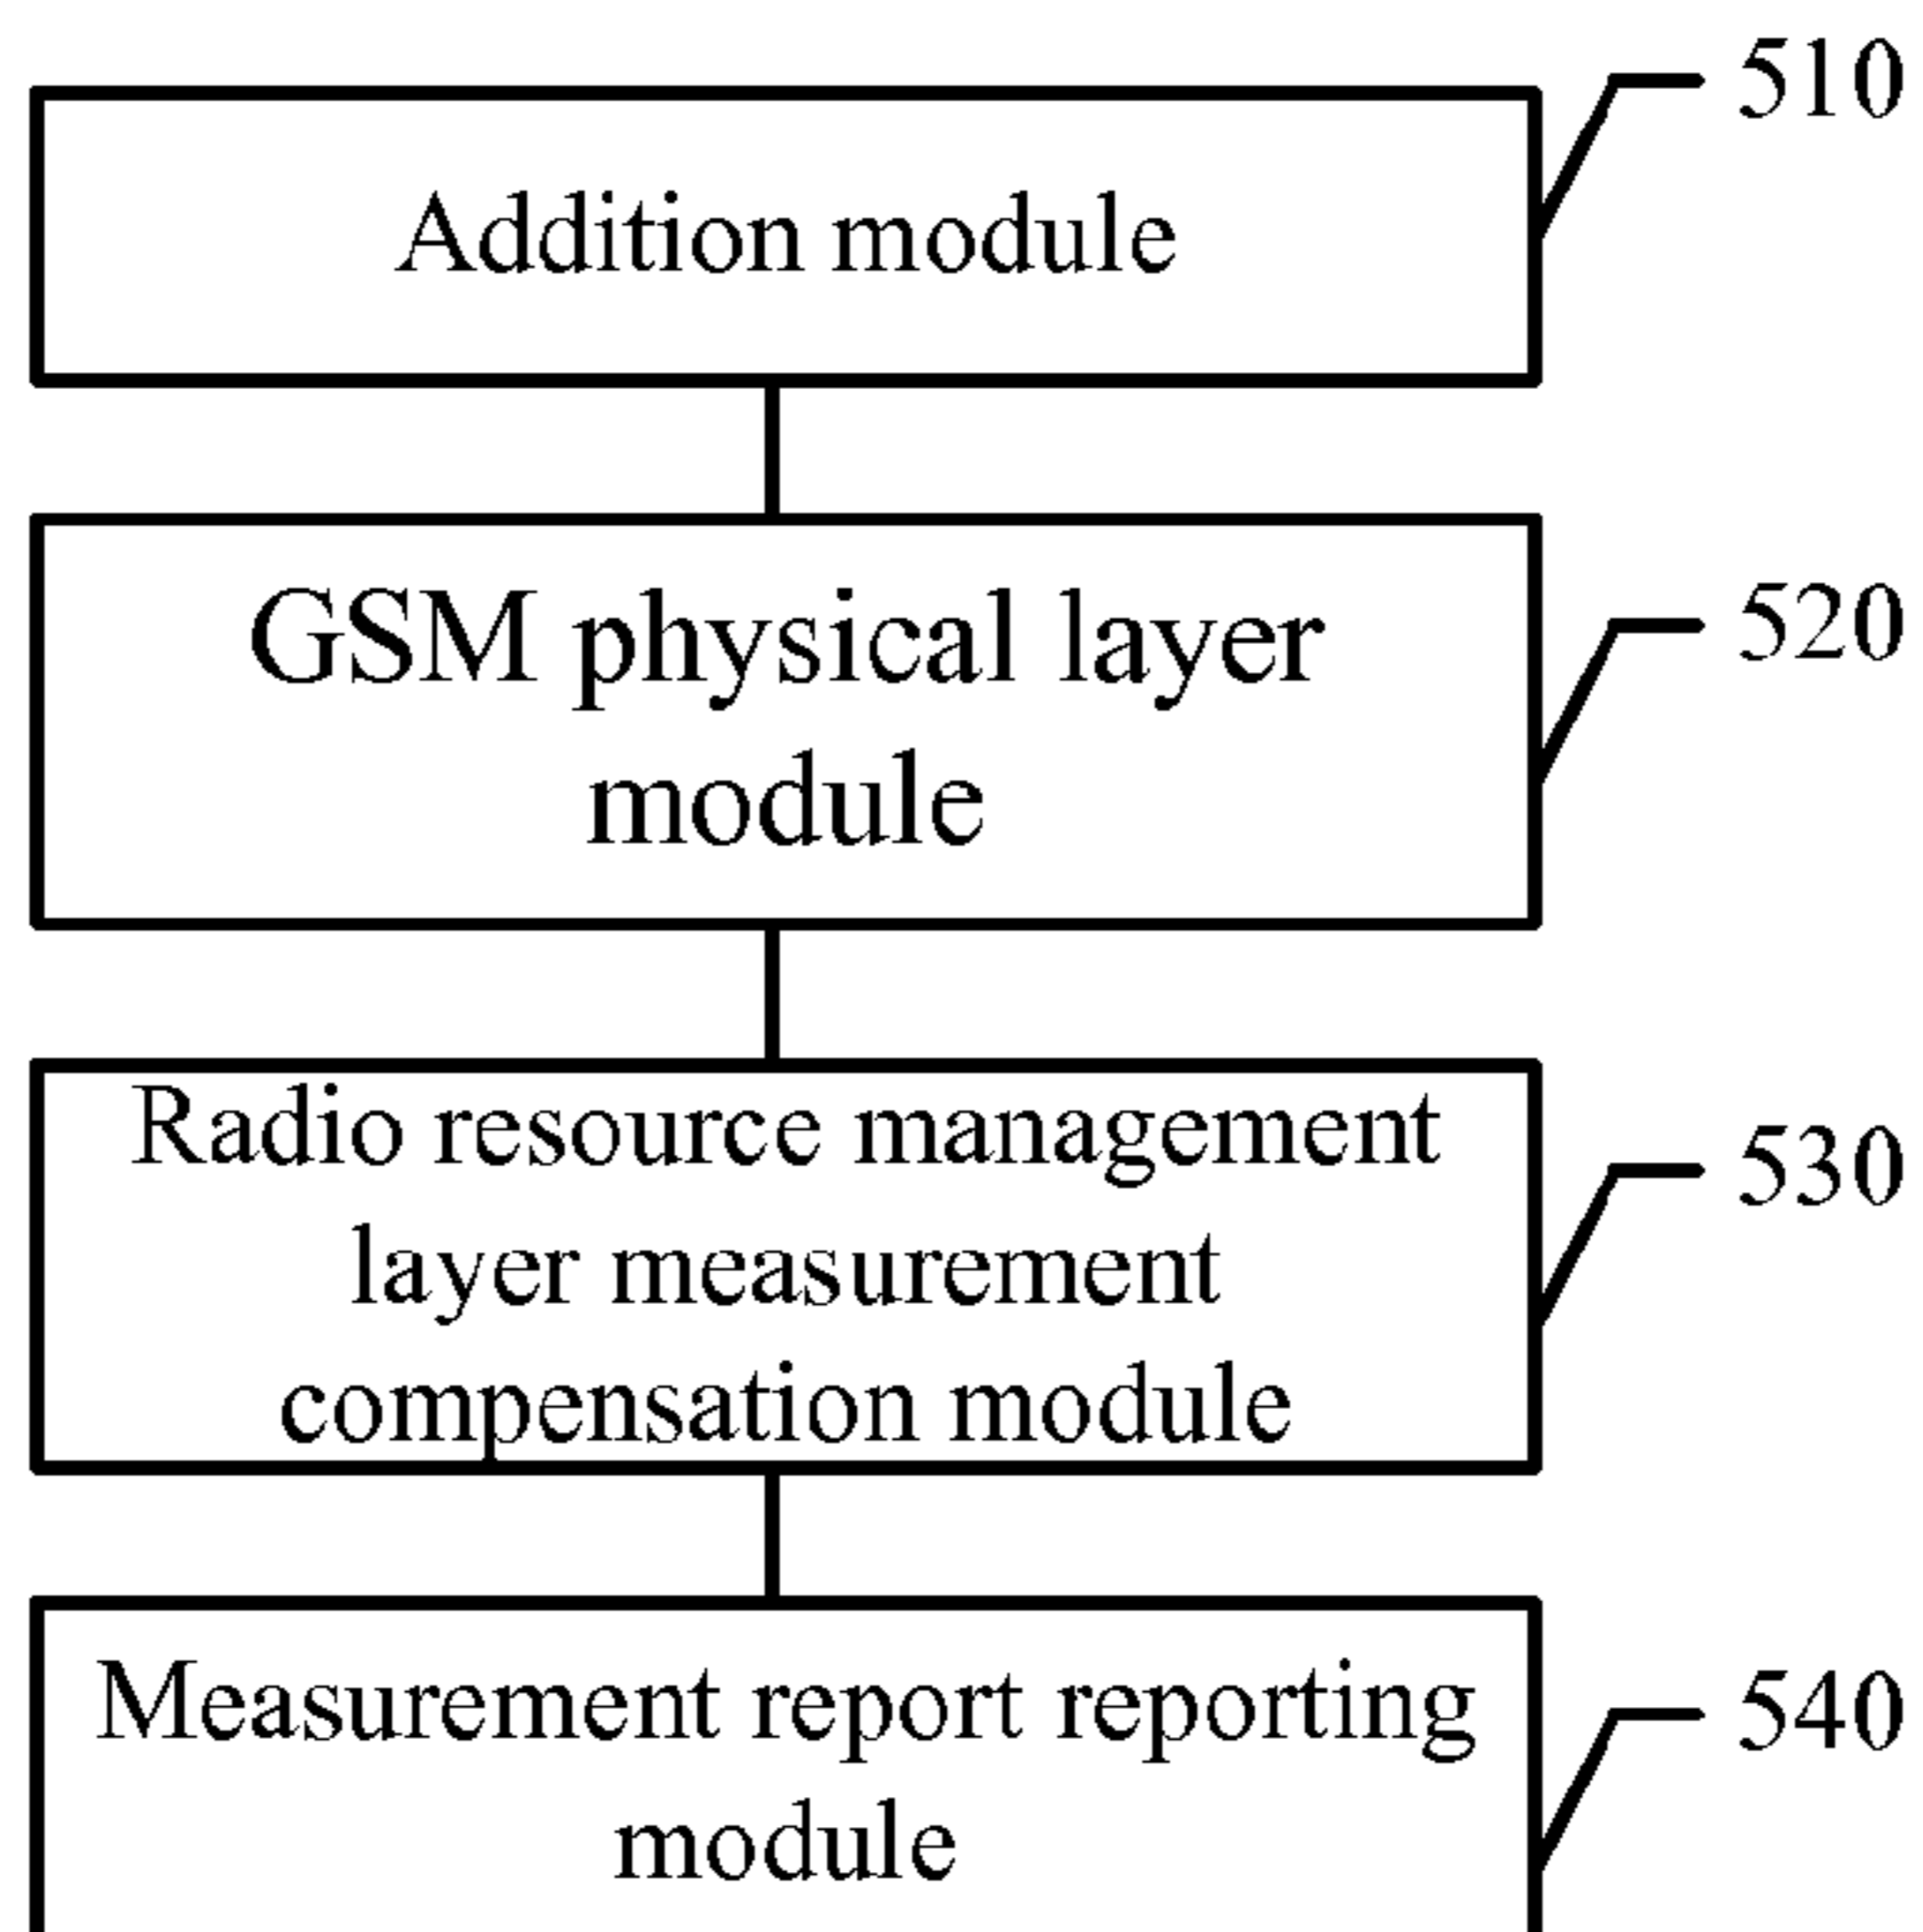 510
Addition module
520
GSM physical layer
module
530
Radio resource management
layer measurement
compensation module
540
Measurement report reporting
module